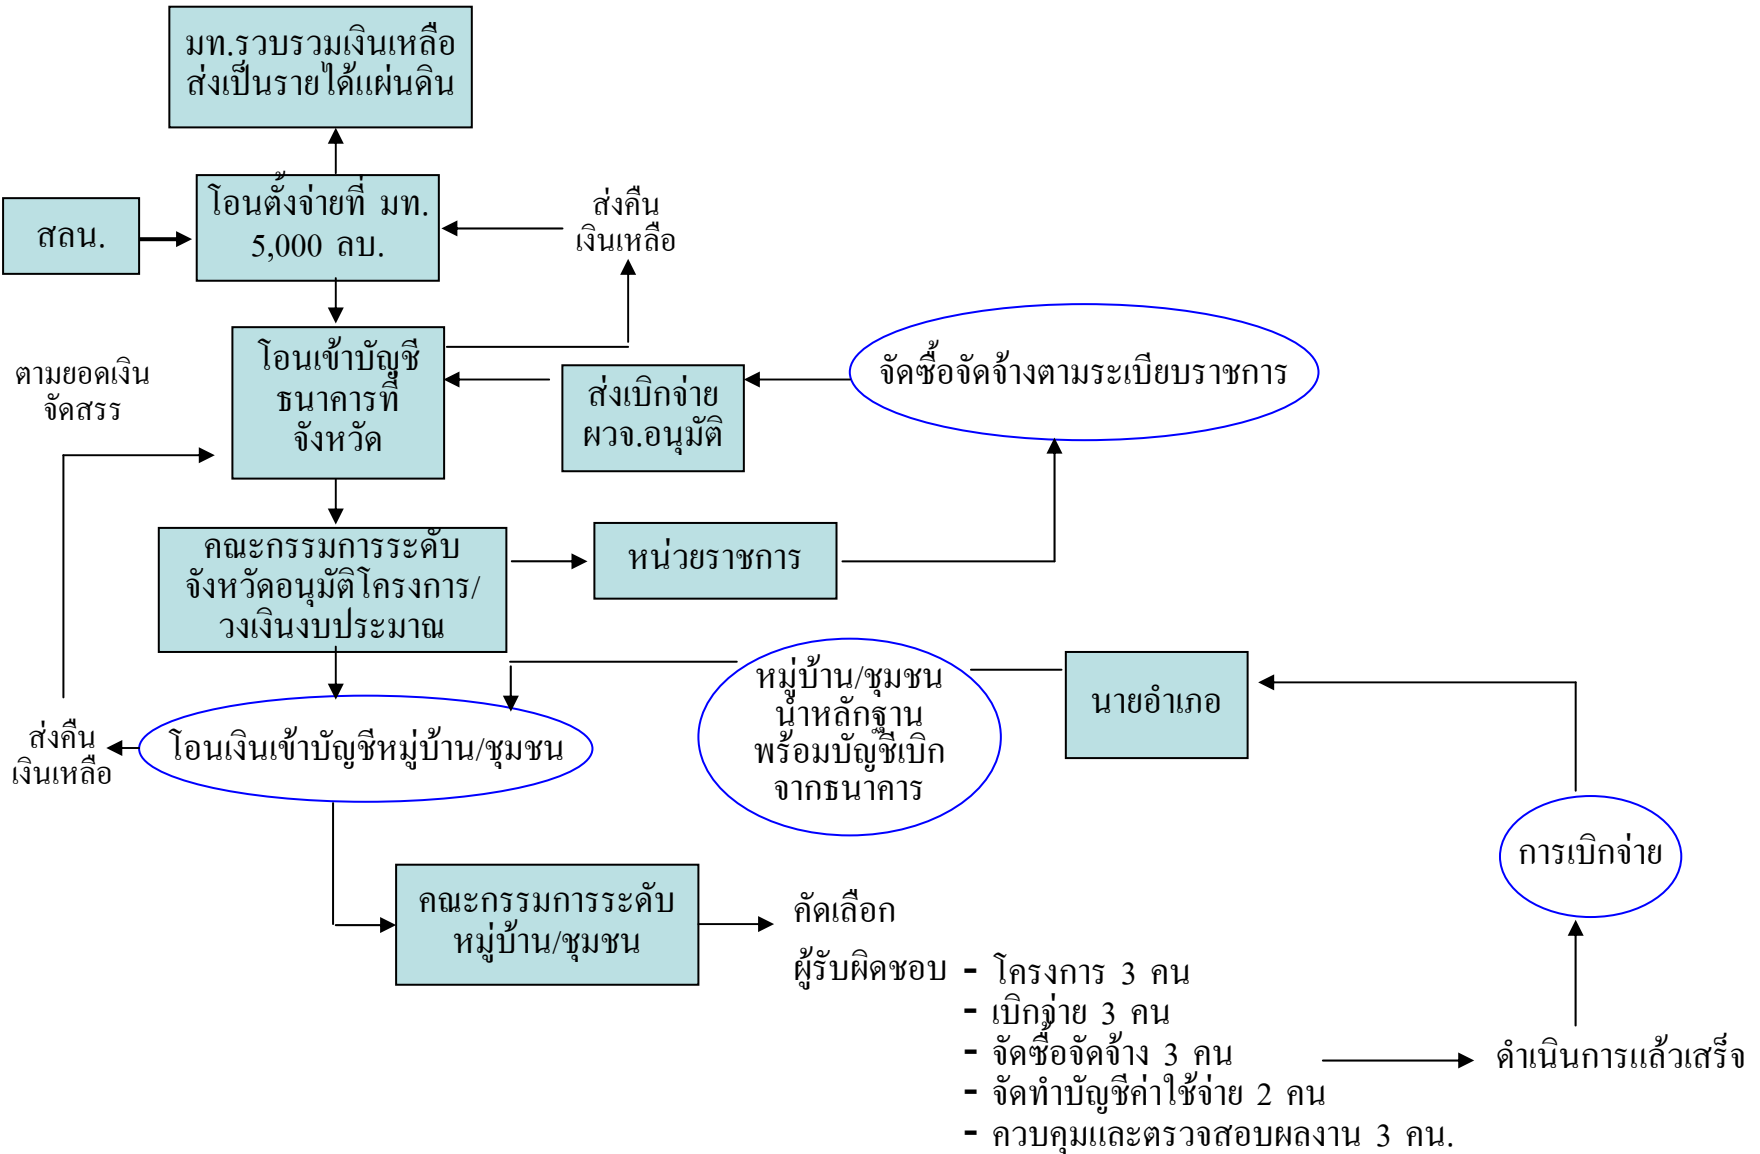 มท.รวบรวมเงินเหลือ
ส่งเป็นรายได้แผ่นดิน
สลน.
โอนตั้งจ่ายที่ มท.
5,000 ลบ.
ส่งคืน
เงินเหลือ
ตามยอดเงิน
จัดสรร
โอนเข้าบัญชี
ธนาคารที่
จังหวัด
ส่งเบิกจ่าย
ผวจ.อนุมัติ
จัดซื้อจัดจ้างตามระเบียบราชการ
คณะกรรมการระดับ
จังหวัดอนุมัติโครงการ/
วงเงินงบประมาณ
หน่วยราชการ
หมู่บ้าน/ชุมชน
นำหลักฐาน
พร้อมบัญชีเบิก
จากธนาคาร
นายอำเภอ
ส่งคืน
เงินเหลือ
โอนเงินเข้าบัญชีหมู่บ้าน/ชุมชน
การเบิกจ่าย
คณะกรรมการระดับ
หมู่บ้าน/ชุมชน
คัดเลือก
ผู้รับผิดชอบ
- โครงการ 3 คน
- เบิกจ่าย 3 คน
- จัดซื้อจัดจ้าง 3 คน
- จัดทำบัญชีค่าใช้จ่าย 2 คน
- ควบคุมและตรวจสอบผลงาน 3 คน.
ดำเนินการแล้วเสร็จ